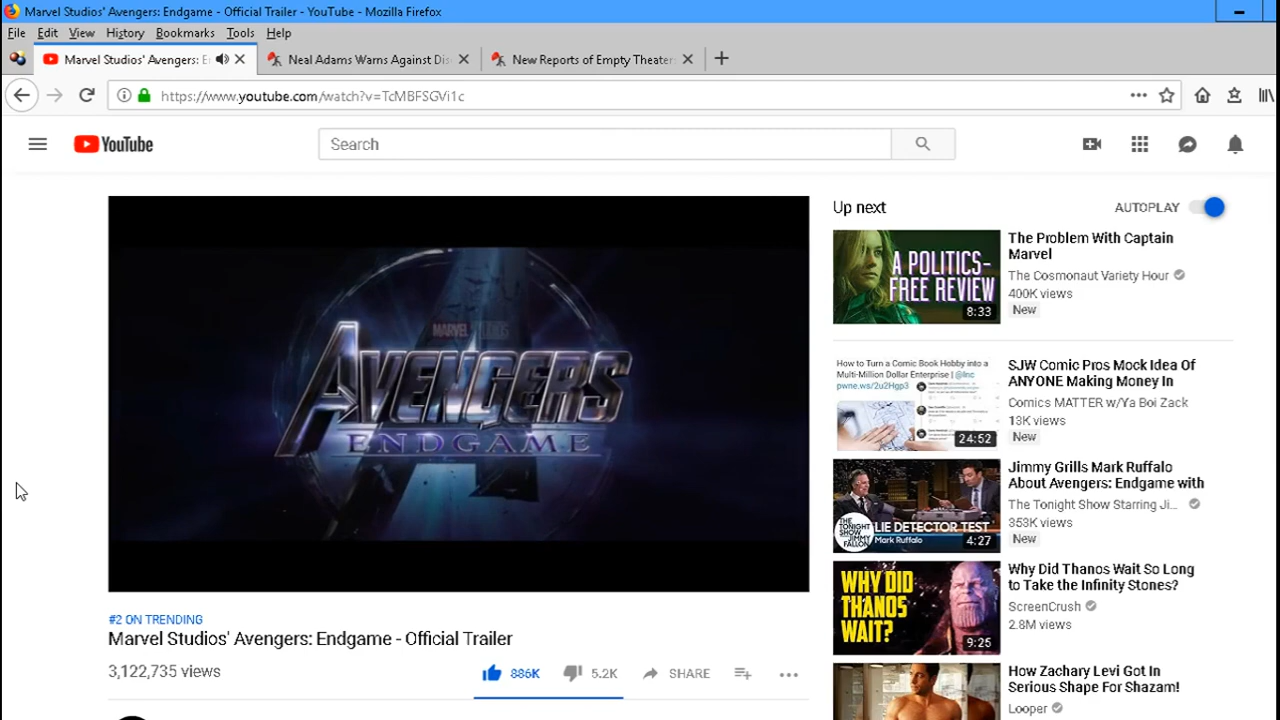 Marvel Studios' Avengers: Endgame - Official Trailer - YouTube - Mozilla Firefox
File Edit View History Bookmarks Tools Help
Marvel Studios' Avengers: E
Neal Adams Warns Against Dis
New Reports of Empty Theater
https://www.youtube.com/watch?v=TcMBFSGVi1c
YouTube
Search
MARVEL STUDIOS
AVENGERS
ENDGAME
#2 ON TRENDING
Marvel Studios' Avengers: Endgame - Official Trailer
3,122,735 views
886K 5.2K SHARE
Up next
AUTOPLAY
A POLITICS-
FREE REVIEW
8:33
The Problem With Captain
Marvel
The Cosmonaut Variety Hour
400K views
New
How to Turn a Comic Book Hobby into a
Multi-Million Dollar Enterprise | @Inc
pwne.ws/2u2Hgp3
24:52
SJW Comic Pros Mock Idea Of
ANYONE Making Money In
Comics MATTER w/Ya Boi Zack
13K views
New
THE
TONIGHT
SHOW
JIMMY
FALLON
LIE DETECTOR TEST
Mark Ruffalo
4:27
Jimmy Grills Mark Ruffalo
About Avengers: Endgame with
The Tonight Show Starring Ji...
353K views
New
WHY DID
THANOS
WAIT?
9:25
Why Did Thanos Wait So Long
to Take the Infinity Stones?
ScreenCrush
2.8M views
How Zachary Levi Got In
Serious Shape For Shazam!
Looper